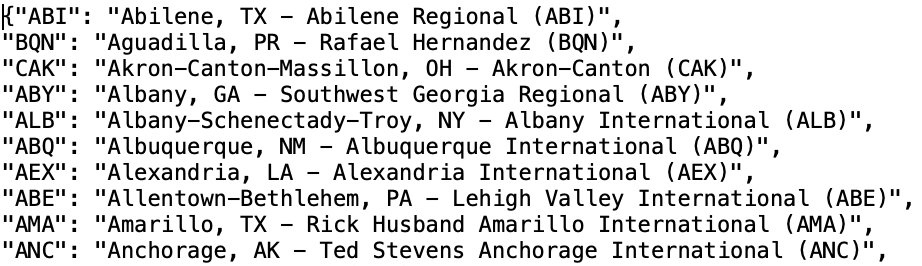 {"ABI": "Abilene, TX - Abilene Regional (ABI)",
"BQN": "Aguadilla, PR - Rafael Hernandez (BQN)",
"CAK": "Akron-Canton-Massillon, OH - Akron-Canton (CAK)",
"ABY": "Albany, GA - Southwest Georgia Regional (ABY)",
"ALB": "Albany-Schenectady-Troy, NY - Albany International (ALB)",
"ABQ": "Albuquerque, NM - Albuquerque International (ABQ)",
"AEX": "Alexandria, LA - Alexandria International (AEX)",
"ABE": "Allentown-Bethlehem, PA - Lehigh Valley International (ABE)",
"AMA": "Amarillo, TX - Rick Husband Amarillo International (AMA)",
"ANC": "Anchorage, AK - Ted Stevens Anchorage International (ANC)",